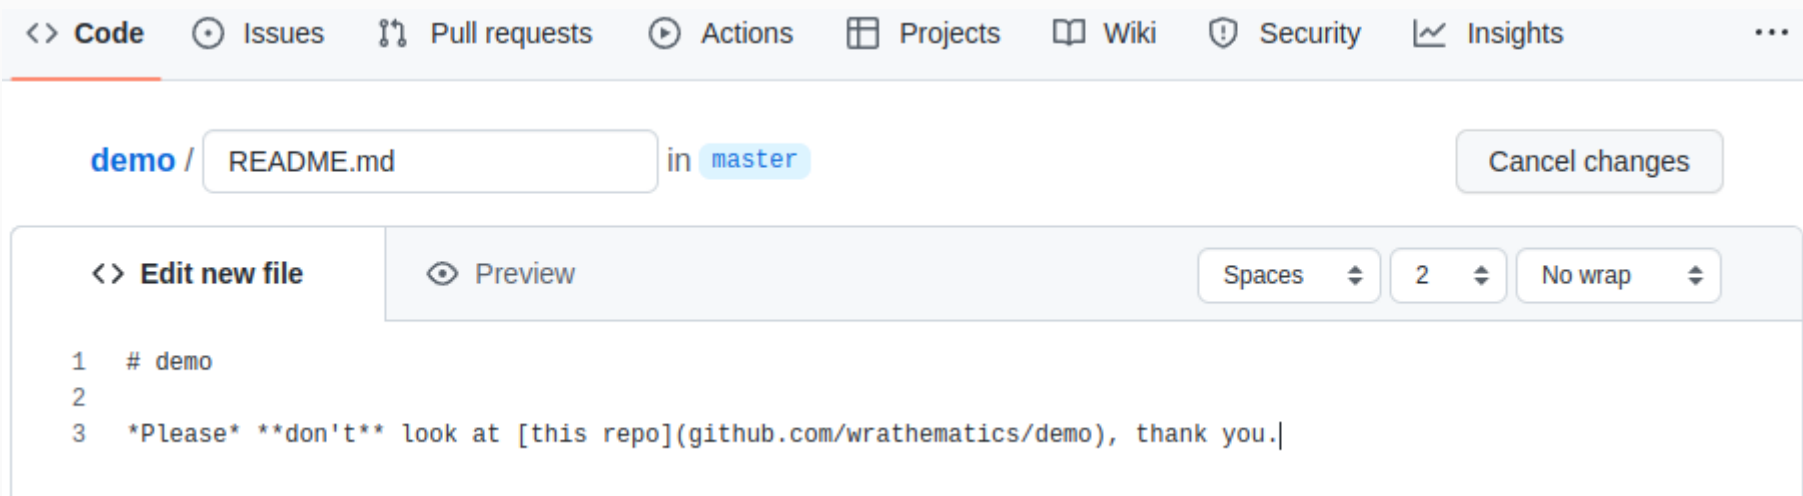 Code Issues Pull requests Actions Projects Wiki Security Insights ...
demo / README.md in master Cancel changes
Edit new file Preview Spaces 2 No wrap
1 # demo
2
3 *Please* **don't** look at [this repo](github.com/wrathematics/demo), thank you.